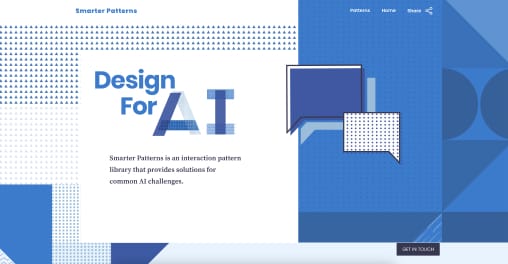 Smarter Patterns
Patterns Home Share
Design
For AI
Smarter Patterns is an interaction pattern
library that provides solutions for
common AI challenges.
GET IN TOUCH